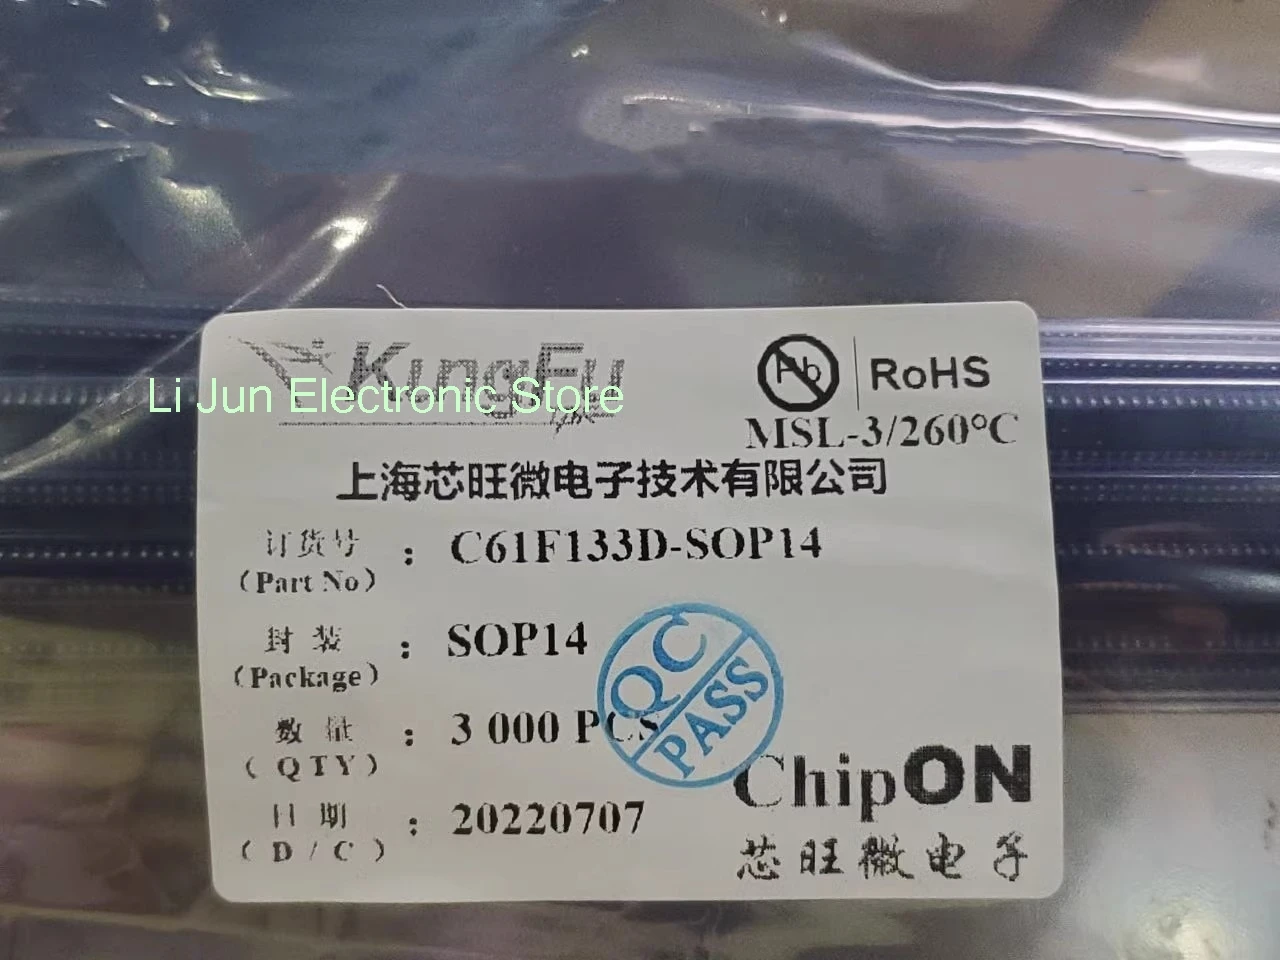 KungFu
Li Jun Electronic Store
Pb
RoHS
MSL-3/260°C
上海芯旺微电子技术有限公司
订货号 : C61F133D-SOP14
(Part No)
封装 : SOP14
(Package)
数量 : 3 000 PCS
(QTY)
日期 : 20220707
(D/C)
QC
PASS
ChipON
芯旺微电子